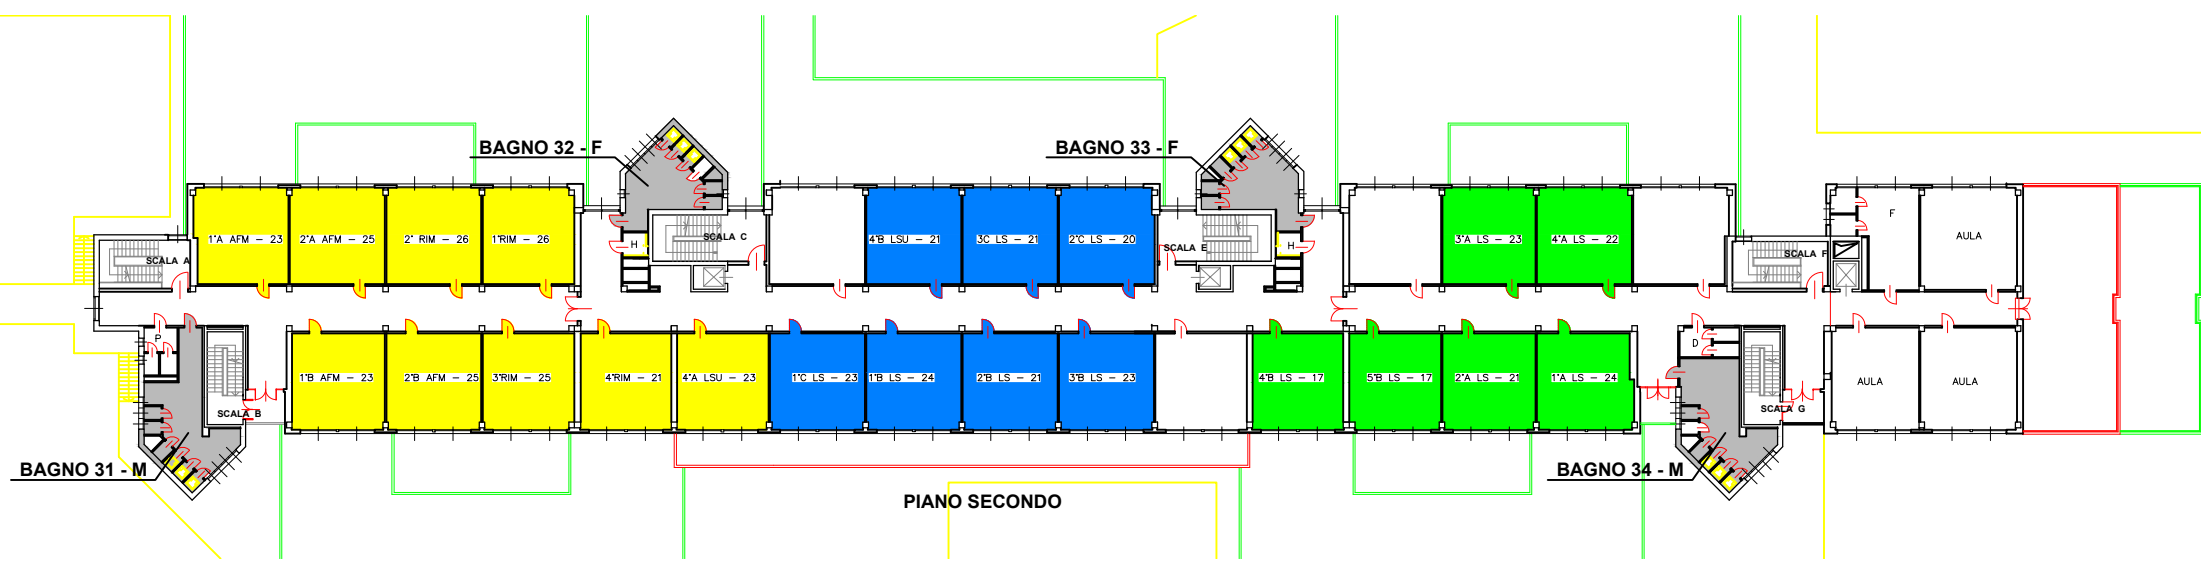 BAGNO 32 - F
BAGNO 33 - F
1°A AFM - 23
2°A AFM - 25
2° RIM - 26
1°RIM - 26
H
SCALA C
4°B LSU - 21
3C LS - 21
2°C LS - 20
SCALA E
H
3°A LS - 23
4°A LS - 22
SCALA F
F
AULA
SCALA A
P
SCALA B
1°B AFM - 23
2°B AFM - 25
3°RIM - 25
4°RIM - 21
4°A LSU - 23
1°C LS - 23
1°B LS - 24
2°B LS - 21
3°B LS - 23
4°B LS - 17
5°B LS - 17
2°A LS - 21
1°A LS - 24
D
SCALA G
AULA
AULA
BAGNO 31 - M
BAGNO 34 - M
PIANO SECONDO